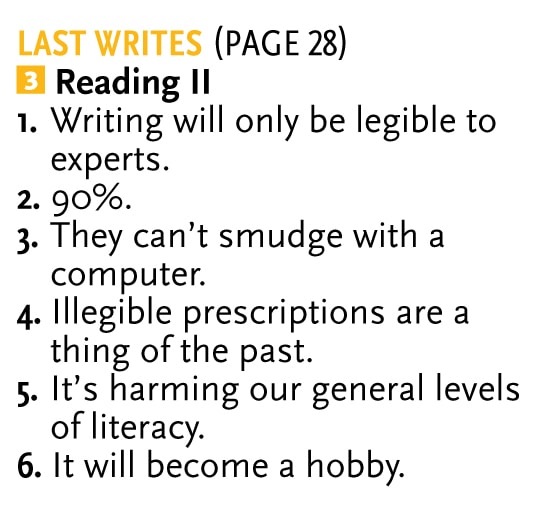 LAST WRITES (PAGE 28)
3 Reading II
1. Writing will only be legible to
experts.
2. 90%.
3. They can’t smudge with a
computer.
4. Illegible prescriptions are a
thing of the past.
5. It’s harming our general levels
of literacy.
6. It will become a hobby.